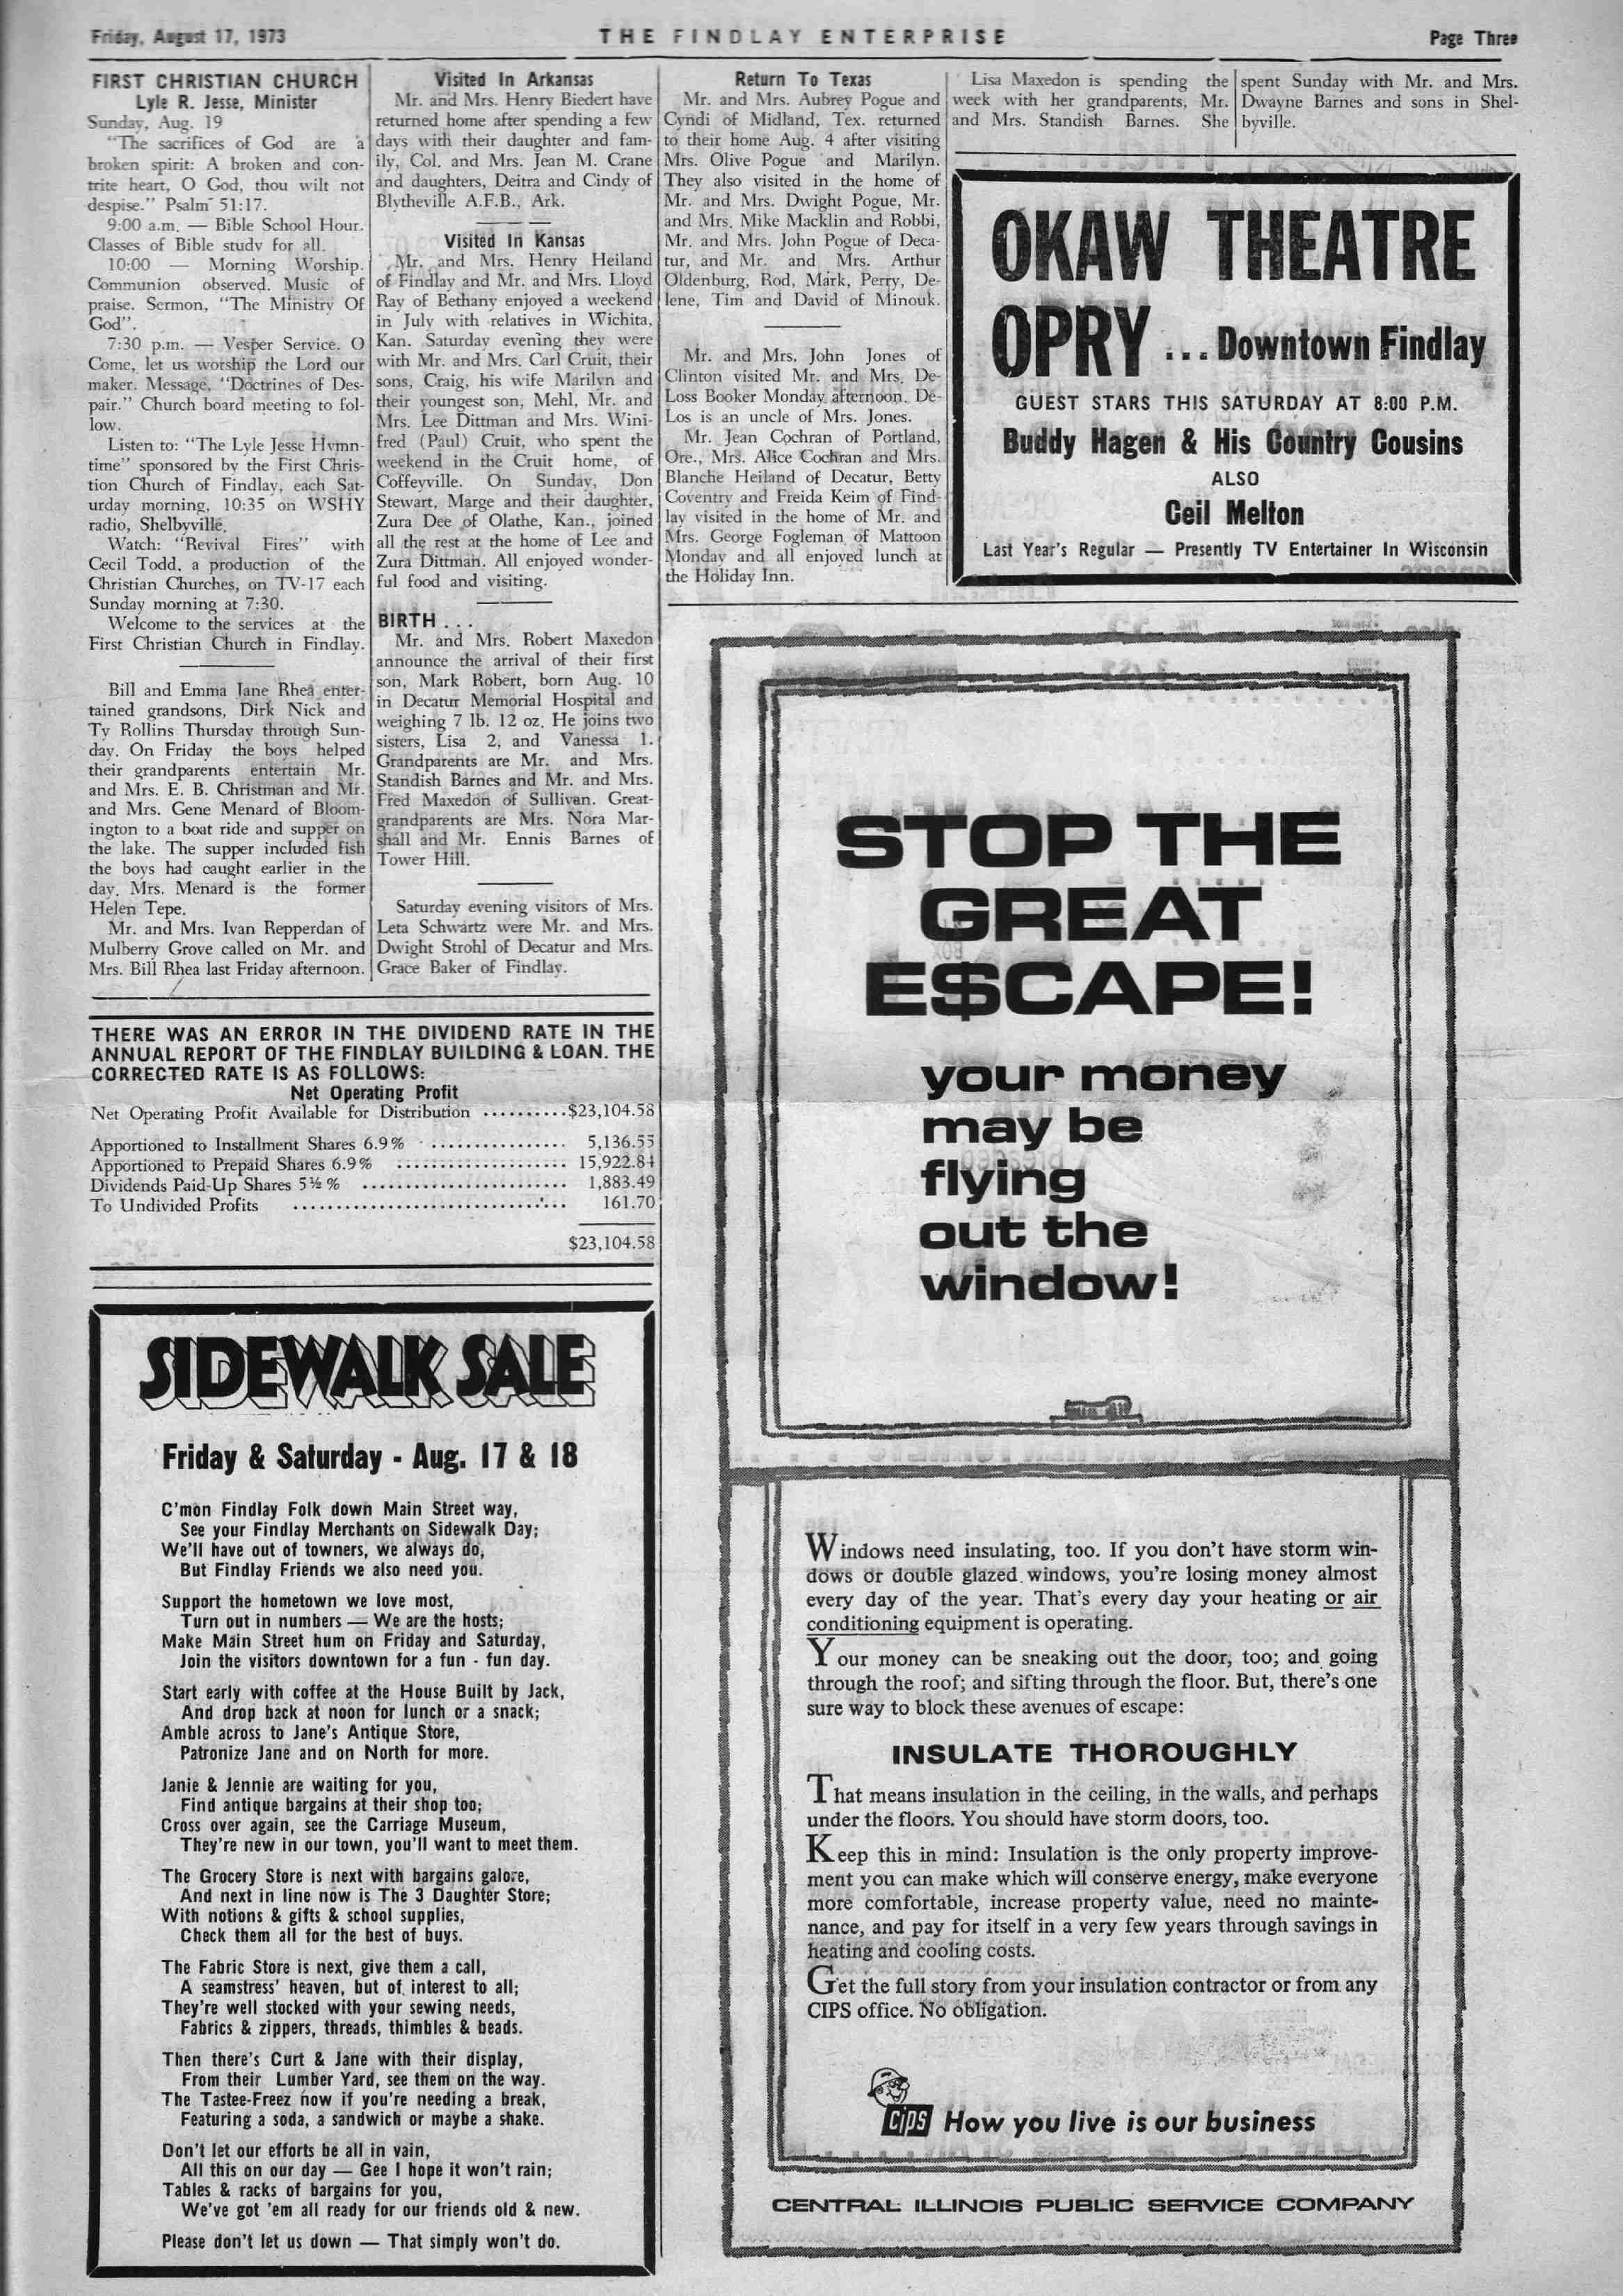 Friday, August 17, 1973
THE FINDLAY ENTERPRISE
Page Three
FIRST CHRISTIAN CHURCH
Lyle R. Jesse, Minister
Sunday, Aug. 19
"The sacrifices of God are a
broken spirit: A broken and con-
trite heart, O God, thou wilt not
despise." Psalm 51:17.
9:00 a.m. — Bible School Hour.
Classes of Bible study for all.
10:00 — Morning Worship.
Communion observed. Music of
praise. Sermon, "The Ministry Of
God".
7:30 p.m. — Vesper Service. O
Come, let us worship the Lord our
maker. Message, "Doctrines of Des-
pair." Church board meeting to fol-
low.
Listen to: "The Lyle Jesse Hymn-
time" sponsored by the First Chris-
tion Church of Findlay, each Sat-
urday morning, 10:35 on WSHY
radio, Shelbyville.
Watch: "Revival Fires" with
Cecil Todd, a production of the
Christian Churches, on TV-17 each
Sunday morning at 7:30.
Welcome to the services at the
First Christian Church in Findlay.
Bill and Emma Jane Rhea enter-
tained grandsons, Dirk Nick and
Ty Rollins Thursday through Sun-
day. On Friday the boys helped
their grandparents entertain Mr.
and Mrs. E. B. Christman and Mr.
and Mrs. Gene Menard of Bloom-
ington to a boat ride and supper on
the lake. The supper included fish
the boys had caught earlier in the
day. Mrs. Menard is the former
Helen Tepe.
Mr. and Mrs. Ivan Repperdan of
Mulberry Grove called on Mr. and
Mrs. Bill Rhea last Friday afternoon.
Visited In Arkansas
Mr. and Mrs. Henry Biedert have
returned home after spending a few
days with their daughter and fam-
ily, Col. and Mrs. Jean M. Crane
and daughters, Deitra and Cindy of
Blytheville A.F.B., Ark.
Visited In Kansas
Mr. and Mrs. Henry Heiland
of Findlay and Mr. and Mrs. Lloyd
Ray of Bethany enjoyed a weekend
in July with relatives in Wichita,
Kan. Saturday evening they were
with Mr. and Mrs. Carl Cruit, their
sons, Craig, his wife Marilyn and
their youngest son, Mehl, Mr. and
Mrs. Lee Dittman and Mrs. Wini-
fred (Paul) Cruit, who spent the
weekend in the Cruit home, of
Coffeyville. On Sunday, Don
Stewart, Marge and their daughter,
Zura Dee of Olathe, Kan., joined
all the rest at the home of Lee and
Zura Dittman. All enjoyed wonder-
ful food and visiting.
BIRTH . . .
Mr. and Mrs. Robert Maxedon
announce the arrival of their first
son, Mark Robert, born Aug. 10
in Decatur Memorial Hospital and
weighing 7 lb. 12 oz. He joins two
sisters, Lisa 2, and Vanessa 1.
Grandparents are Mr. and Mrs.
Standish Barnes and Mr. and Mrs.
Fred Maxedon of Sullivan. Great-
grandparents are Mrs. Nora Mar-
shall and Mr. Ennis Barnes of
Tower Hill.
Saturday evening visitors of Mrs.
Leta Schwartz were Mr. and Mrs.
Dwight Strohl of Decatur and Mrs.
Grace Baker of Findlay.
Return To Texas
Mr. and Mrs. Aubrey Pogue and
Cyndi of Midland, Tex. returned
to their home Aug. 4 after visiting
Mrs. Olive Pogue and Marilyn.
They also visited in the home of
Mr. and Mrs. Dwight Pogue, Mr.
and Mrs. Mike Macklin and Robbi,
Mr. and Mrs. John Pogue of Deca-
tur, and Mr. and Mrs. Arthur
Oldenburg, Rod, Mark, Perry, De-
lene, Tim and David of Minouk.
Mr. and Mrs. John Jones of
Clinton visited Mr. and Mrs. De-
Loss Booker Monday afternoon. De-
Los is an uncle of Mrs. Jones.
Mr. Jean Cochran of Portland,
Ore., Mrs. Alice Cochran and Mrs.
Blanche Heiland of Decatur, Betty
Coventry and Freida Keim of Find-
lay visited in the home of Mr. and
Mrs. George Fogleman of Mattoon
Monday and all enjoyed lunch at
the Holiday Inn.
Lisa Maxedon is spending the
week with her grandparents, Mr.
and Mrs. Standish Barnes. She
spent Sunday with Mr. and Mrs.
Dwayne Barnes and sons in Shel-
byville.
OKAW THEATRE
OPRY ... Downtown Findlay
GUEST STARS THIS SATURDAY AT 8:00 P.M.
Buddy Hagen & His Country Cousins
ALSO
Ceil Melton
Last Year's Regular — Presently TV Entertainer In Wisconsin
THERE WAS AN ERROR IN THE DIVIDEND RATE IN THE
ANNUAL REPORT OF THE FINDLAY BUILDING & LOAN. THE
CORRECTED RATE IS AS FOLLOWS:
Net Operating Profit
Net Operating Profit Available for Distribution ..........$23,104.58
Apportioned to Installment Shares 6.9% ................ 5,136.55
Apportioned to Prepaid Shares 6.9% .................... 15,922.84
Dividends Paid-Up Shares 5½% ........................ 1,883.49
To Undivided Profits ................................ 161.70
$23,104.58
SIDEWALK SALE
Friday & Saturday - Aug. 17 & 18
C'mon Findlay Folk down Main Street way,
See your Findlay Merchants on Sidewalk Day;
We'll have out of towners, we always do,
But Findlay Friends we also need you.
Support the hometown we love most,
Turn out in numbers — We are the hosts;
Make Main Street hum on Friday and Saturday,
Join the visitors downtown for a fun - fun day.
Start early with coffee at the House Built by Jack,
And drop back at noon for lunch or a snack;
Amble across to Jane's Antique Store,
Patronize Jane and on North for more.
Janie & Jennie are waiting for you,
Find antique bargains at their shop too;
Cross over again, see the Carriage Museum,
They're new in our town, you'll want to meet them.
The Grocery Store is next with bargains galore,
And next in line now is The 3 Daughter Store;
With notions & gifts & school supplies,
Check them all for the best of buys.
The Fabric Store is next, give them a call,
A seamstress' heaven, but of interest to all;
They're well stocked with your sewing needs,
Fabrics & zippers, threads, thimbles & beads.
Then there's Curt & Jane with their display,
From their Lumber Yard, see them on the way.
The Tastee-Freez now if you're needing a break,
Featuring a soda, a sandwich or maybe a shake.
Don't let our efforts be all in vain,
All this on our day — Gee I hope it won't rain;
Tables & racks of bargains for you,
We've got 'em all ready for our friends old & new.
Please don't let us down — That simply won't do.
STOP THE
GREAT
E$CAPE!
your money
may be
flying
out the
window!
Windows need insulating, too. If you don't have storm win-
dows or double glazed windows, you're losing money almost
every day of the year. That's every day your heating or air
conditioning equipment is operating.
Your money can be sneaking out the door, too; and going
through the roof; and sifting through the floor. But, there's one
sure way to block these avenues of escape:
INSULATE THOROUGHLY
That means insulation in the ceiling, in the walls, and perhaps
under the floors. You should have storm doors, too.
Keep this in mind: Insulation is the only property improve-
ment you can make which will conserve energy, make everyone
more comfortable, increase property value, need no mainte-
nance, and pay for itself in a very few years through savings in
heating and cooling costs.
Get the full story from your insulation contractor or from any
CIPS office. No obligation.
CIPS How you live is our business
CENTRAL ILLINOIS PUBLIC SERVICE COMPANY